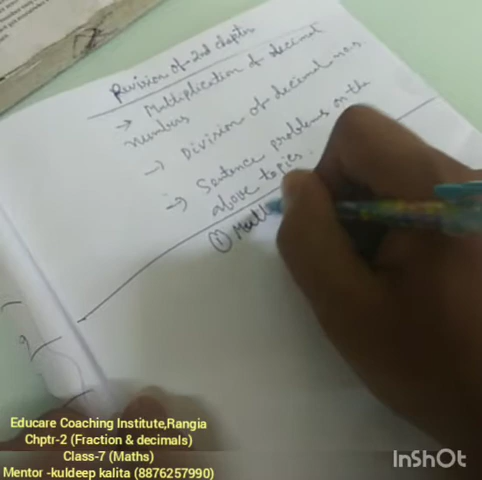 Revision of 2nd chapter
→ Multiplication of decimal
numbers
→ Division of decimal nos
→ Sentence problems on the
above topics.
① Mult
Educare Coaching Institute,Rangia
Chptr-2 (Fraction & decimals)
Class-7 (Maths)
Mentor -kuldeep kalita (8876257990)
InShOt